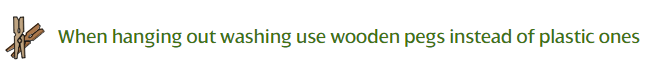 When hanging out washing use wooden pegs instead of plastic ones